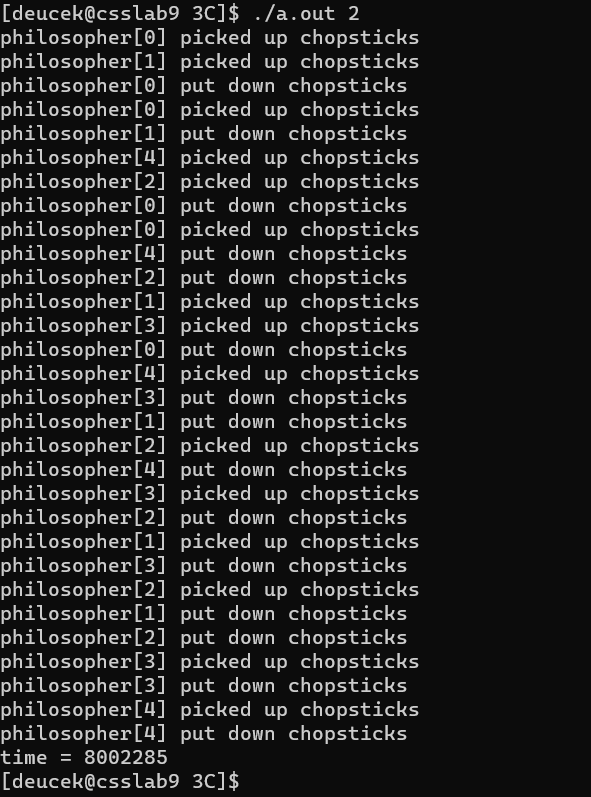 [deucek@csslab9 3C]$ ./a.out 2
philosopher[0] picked up chopsticks
philosopher[1] picked up chopsticks
philosopher[0] put down chopsticks
philosopher[0] picked up chopsticks
philosopher[1] put down chopsticks
philosopher[4] picked up chopsticks
philosopher[2] picked up chopsticks
philosopher[0] put down chopsticks
philosopher[0] picked up chopsticks
philosopher[4] put down chopsticks
philosopher[2] put down chopsticks
philosopher[1] picked up chopsticks
philosopher[3] picked up chopsticks
philosopher[0] put down chopsticks
philosopher[4] picked up chopsticks
philosopher[3] put down chopsticks
philosopher[1] put down chopsticks
philosopher[2] picked up chopsticks
philosopher[4] put down chopsticks
philosopher[3] picked up chopsticks
philosopher[2] put down chopsticks
philosopher[1] picked up chopsticks
philosopher[3] put down chopsticks
philosopher[2] picked up chopsticks
philosopher[1] put down chopsticks
philosopher[2] put down chopsticks
philosopher[3] picked up chopsticks
philosopher[3] put down chopsticks
philosopher[4] picked up chopsticks
philosopher[4] put down chopsticks
time = 8002285
[deucek@csslab9 3C]$